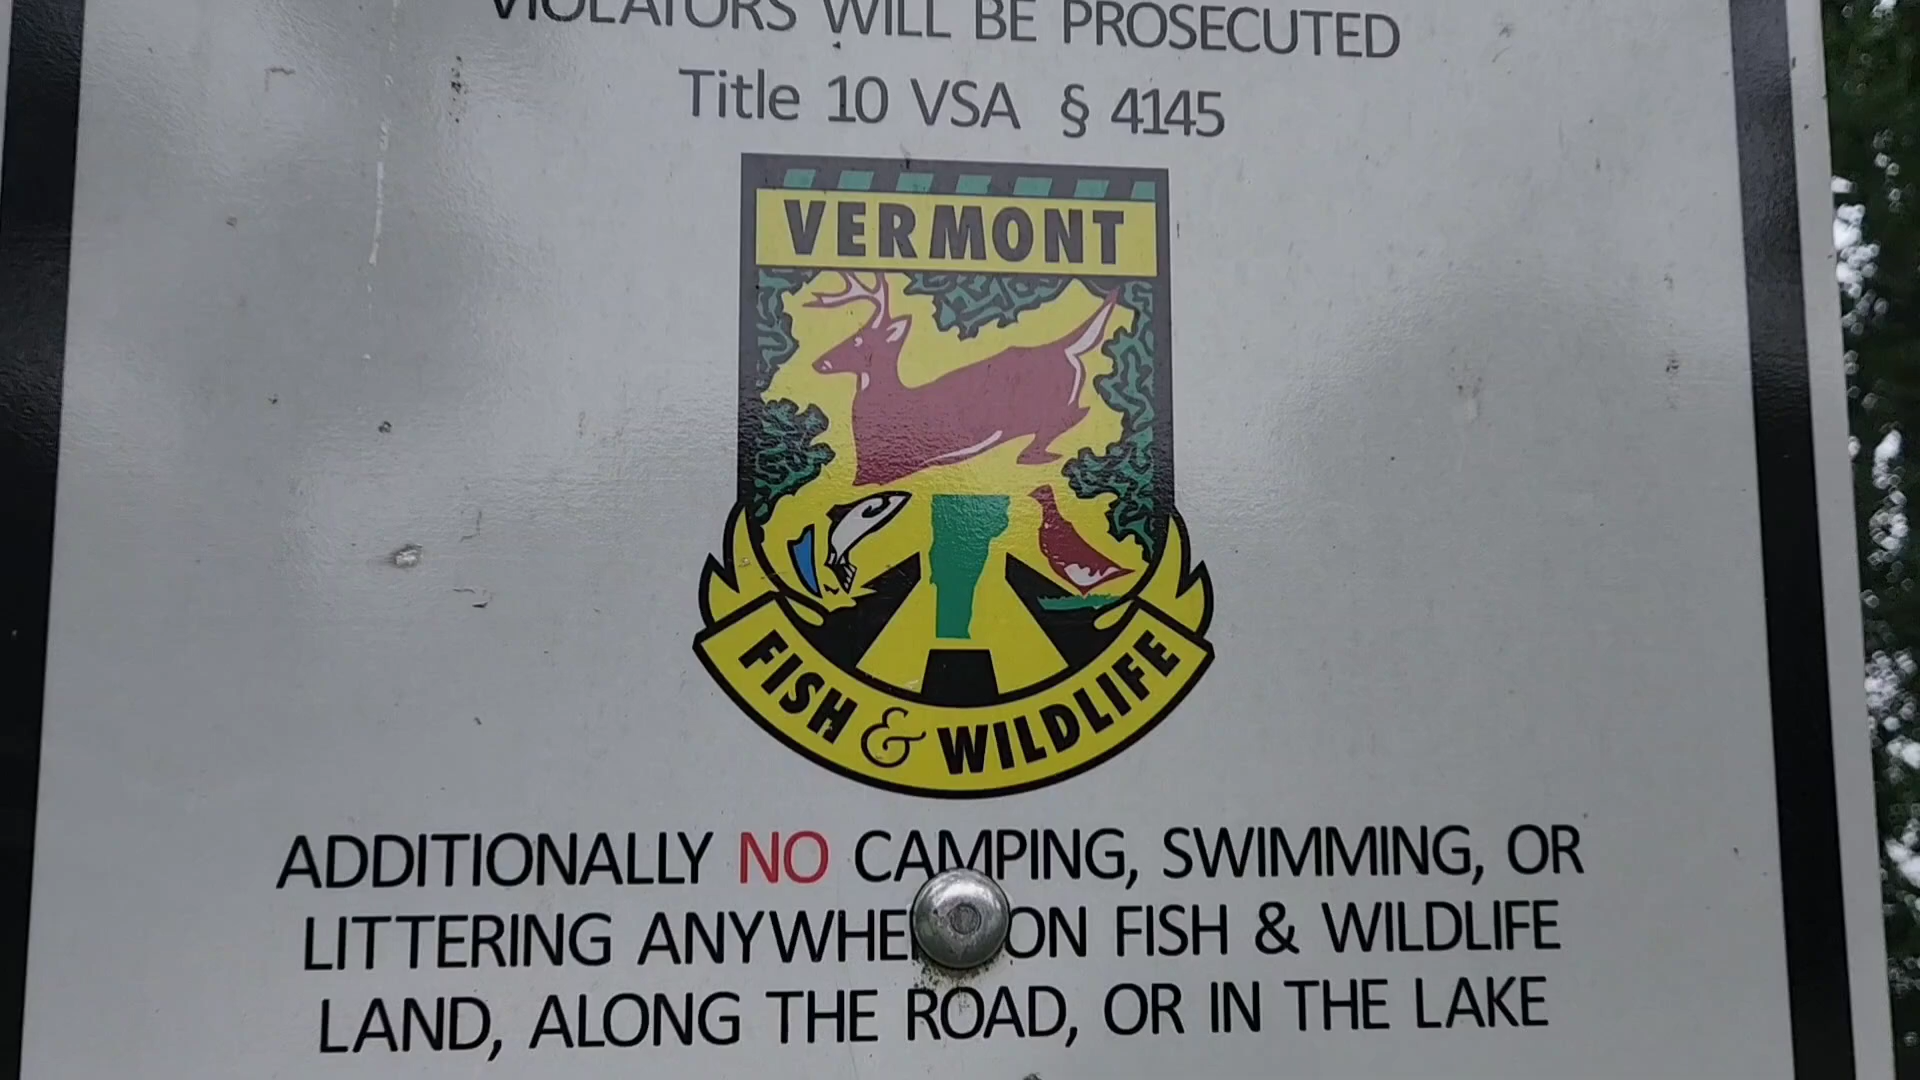 VIOLATORS WILL BE PROSECUTED
Title 10 VSA § 4145
VERMONT
FISH & WILDLIFE
ADDITIONALLY NO CAMPING, SWIMMING, OR
LITTERING ON FISH & WILDLIFE
LAND, ALONG THE ROAD, OR IN THE LAKE